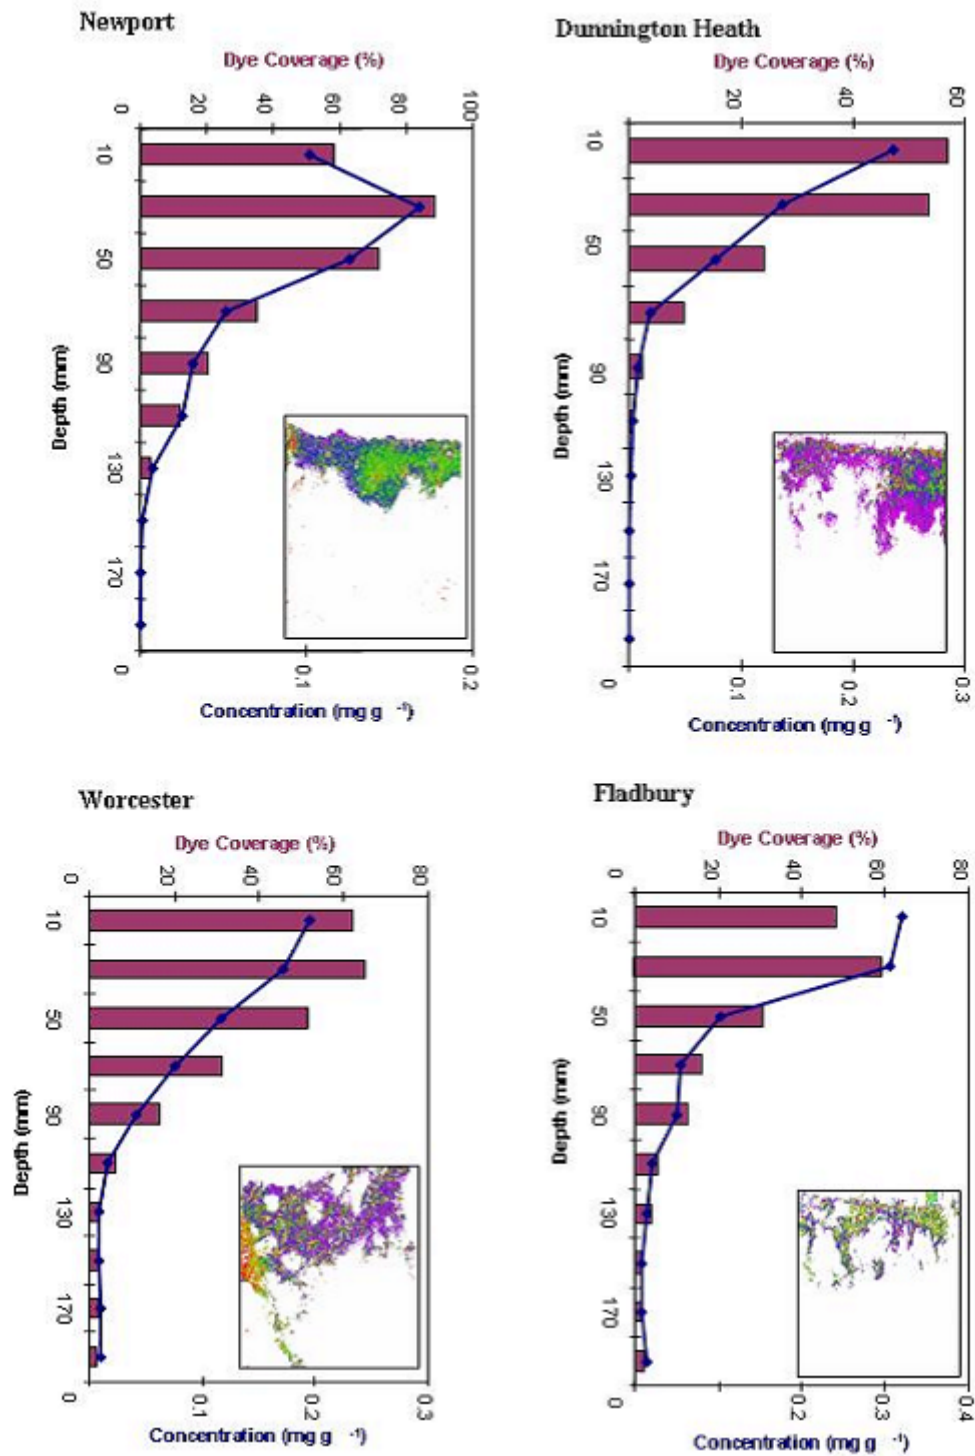 Newport
Dye Coverage (%)
0 20 40 60 80 100
10
50
90
130
170
Depth (mm)
0 0.1 0.2
Concentration (mg g ⁻¹)
Dunnington Heath
Dye Coverage (%)
0 20 40 60
10
50
90
130
170
Depth (mm)
0 0.1 0.2 0.3
Concentration (mg g ⁻¹)
Worcester
Dye Coverage (%)
0 20 40 60 80
10
50
90
130
170
Depth (mm)
0 0.1 0.2 0.3
Concentration (mg g ⁻¹)
Fladbury
Dye Coverage (%)
0 20 40 60 80
10
50
90
130
170
Depth (mm)
0 0.1 0.2 0.3 0.4
Concentration (mg g ⁻¹)